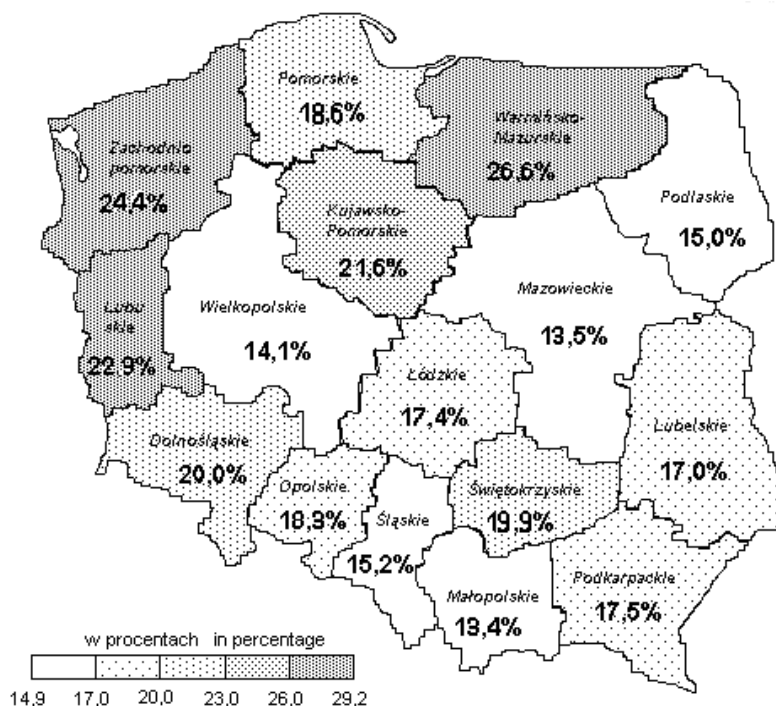 Pomorskie
18,6%
Warmińsko-
Mazurskie
26,6%
Zachodnio
pomorskie
24,4%
Podlaskie
15,0%
Kujawsko-
Pomorskie
21,6%
Lubu
skie
22,9%
Wielkopolskie
14,1%
Mazowieckie
13,5%
Łódzkie
17,4%
Lubelskie
17,0%
Dolnośląskie
20,0%
Opolskie
18,3%
Śląskie
15,2%
Świętokrzyskie
19,9%
Małopolskie
13,4%
Podkarpackie
17,5%
w procentach in percentage
14,9 17,0 20,0 23,0 26,0 29,2